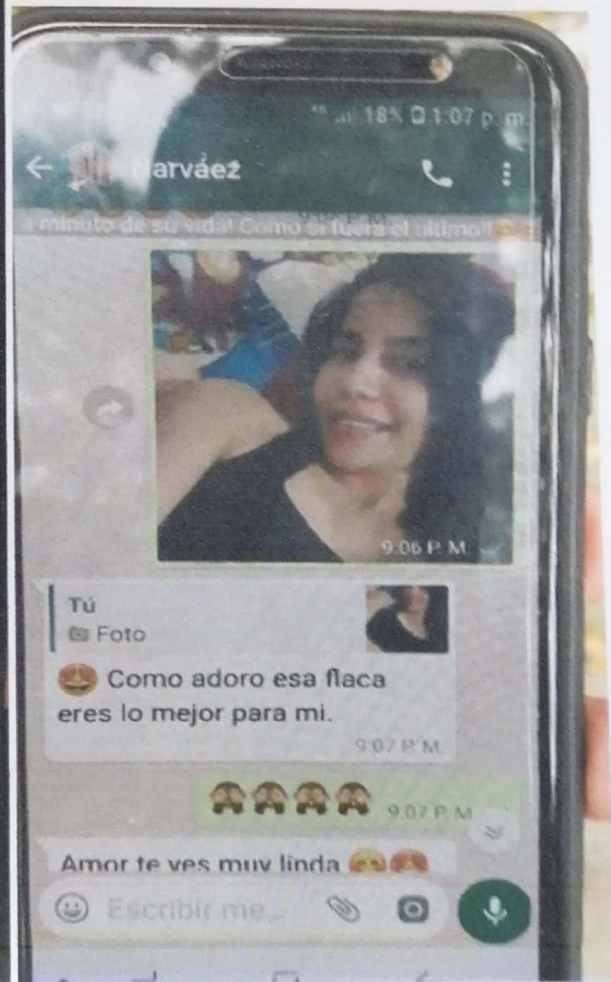 18% 1:07 p. m.
Narváez
a minuto de su vida! Como si fuera el ultimo!!
9:06 P. M.
Tú
Foto
Como adoro esa flaca
eres lo mejor para mi.
9:07 P. M.
9:07 P. M.
Amor te ves muy linda
Escribir me...